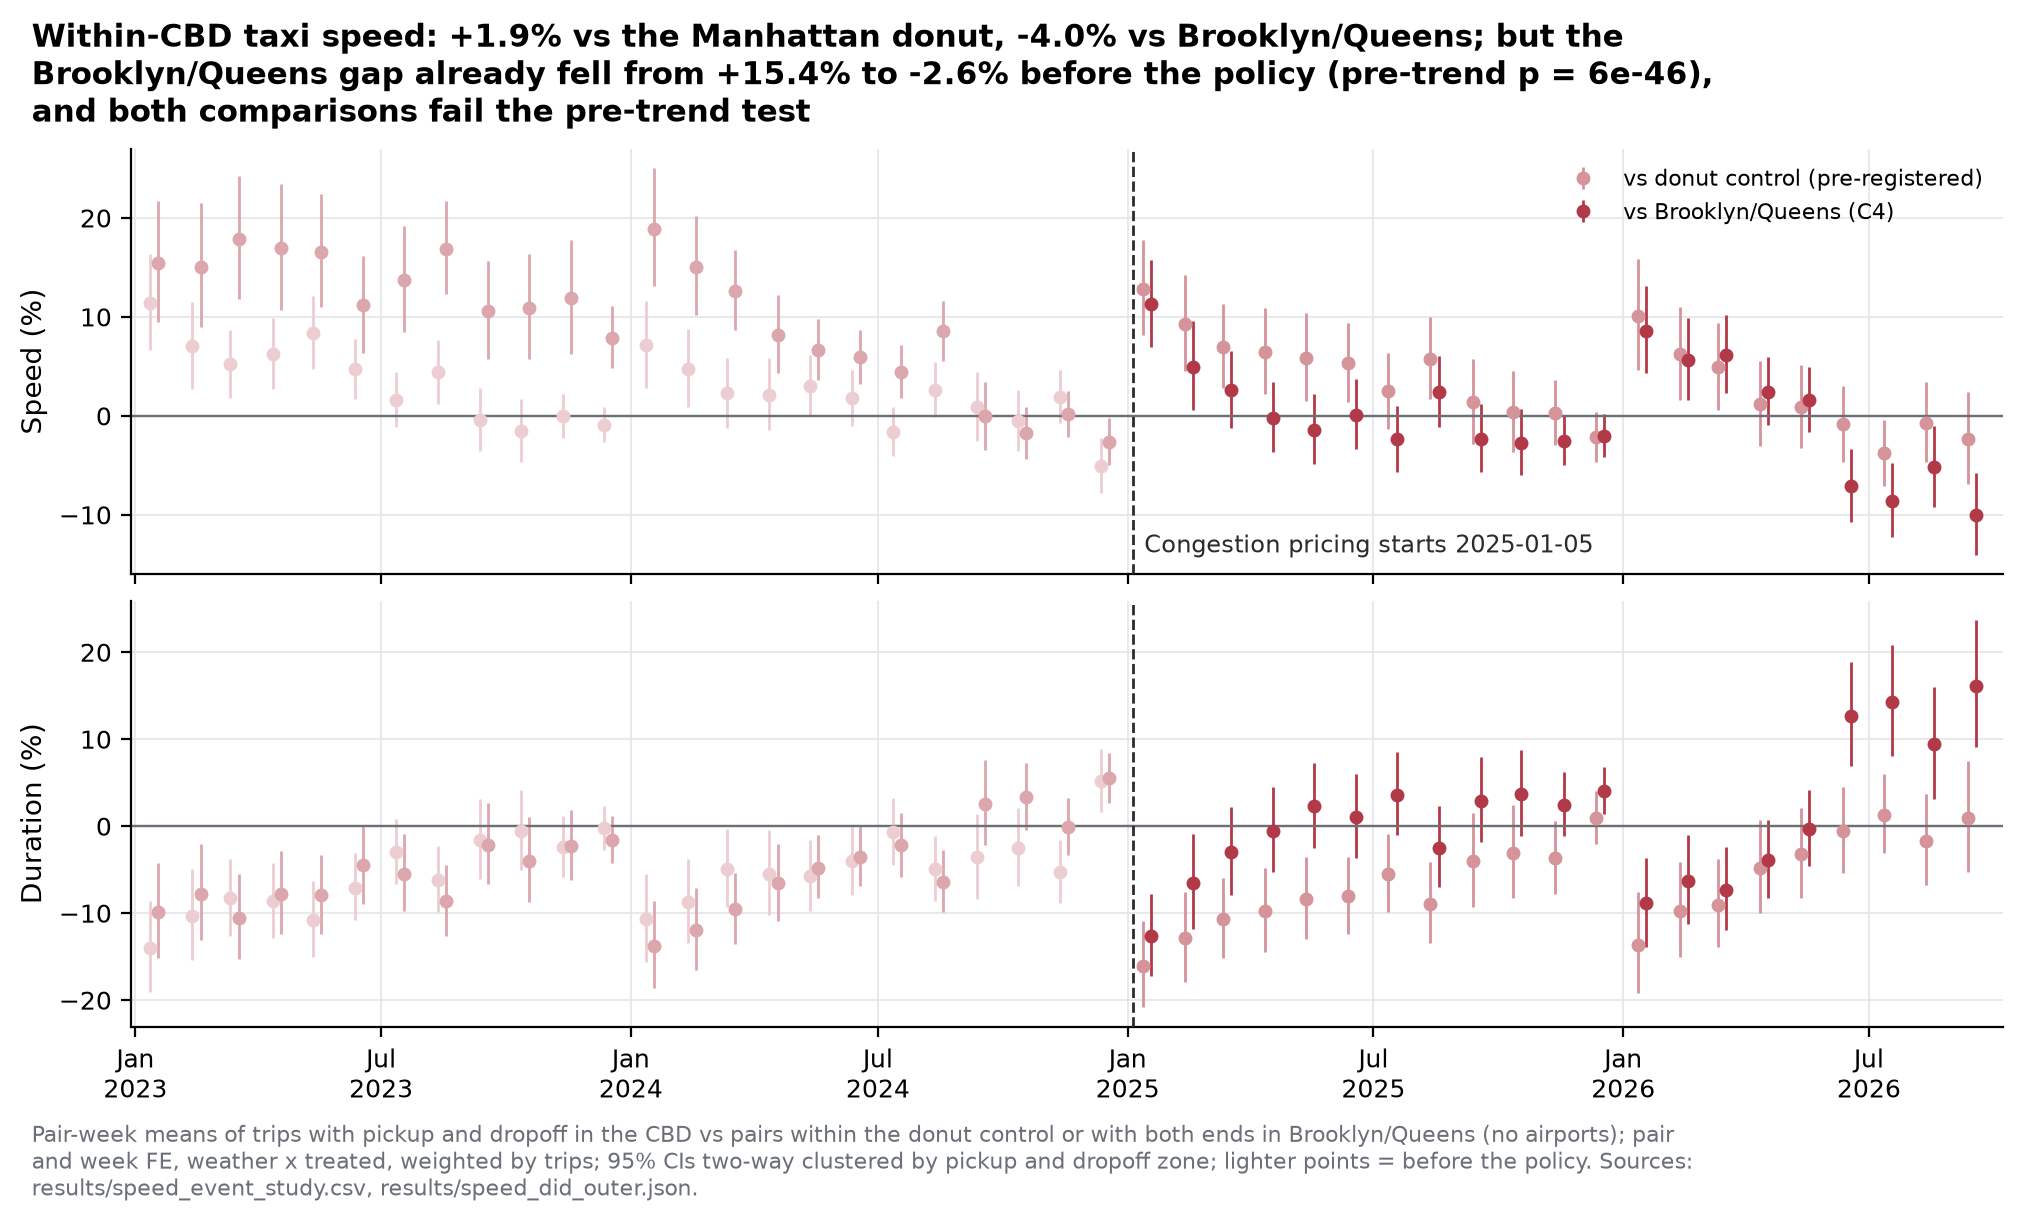 Within-CBD taxi speed: +1.9% vs the Manhattan donut, -4.0% vs Brooklyn/Queens; but the
Brooklyn/Queens gap already fell from +15.4% to -2.6% before the policy (pre-trend p = 6e-46),
and both comparisons fail the pre-trend test
vs donut control (pre-registered)
vs Brooklyn/Queens (C4)
Speed (%)
20
10
0
−10
Congestion pricing starts 2025-01-05
Duration (%)
20
10
0
−10
−20
Jan Jul Jan Jul Jan Jul Jan Jul
2023 2023 2024 2024 2025 2025 2026 2026
Pair-week means of trips with pickup and dropoff in the CBD vs pairs within the donut control or with both ends in Brooklyn/Queens (no airports); pair
and week FE, weather x treated, weighted by trips; 95% CIs two-way clustered by pickup and dropoff zone; lighter points = before the policy. Sources:
results/speed_event_study.csv, results/speed_did_outer.json.